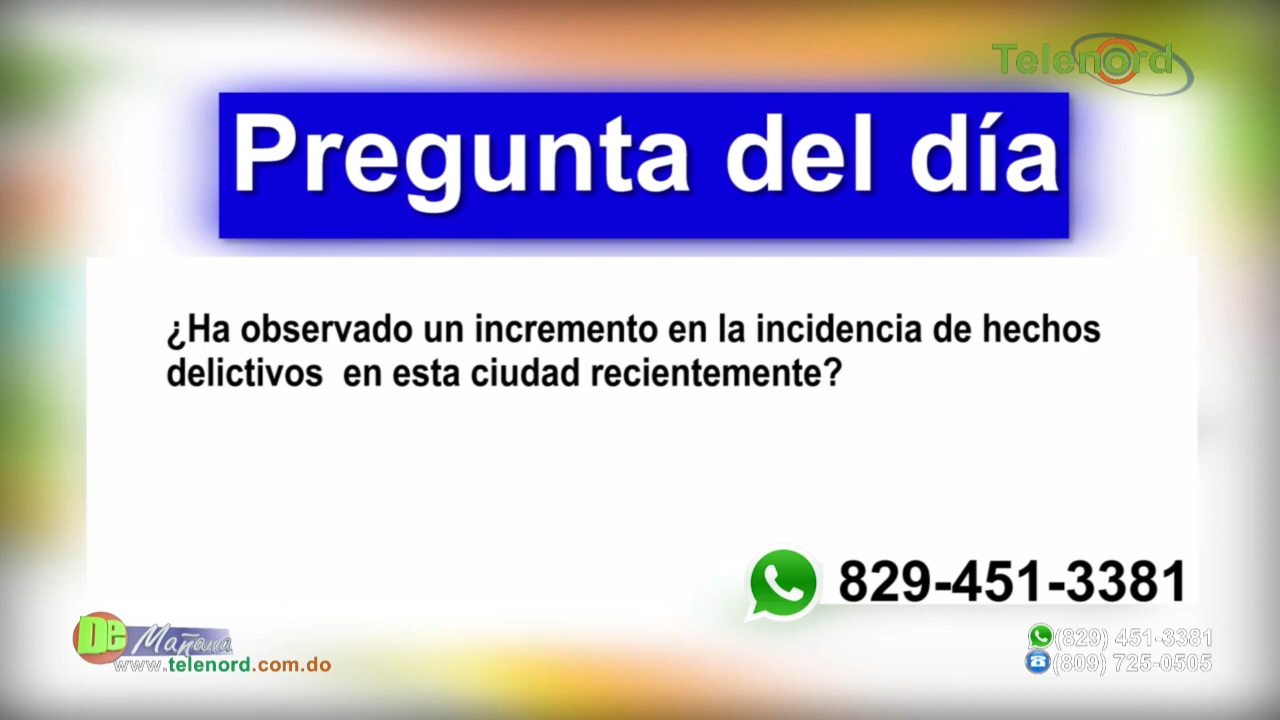 Telenord
Pregunta del día
¿Ha observado un incremento en la incidencia de hechos
delictivos en esta ciudad recientemente?
829-451-3381
De Mañana
www.telenord.com.do
(829) 451-3381
(809) 725-0505